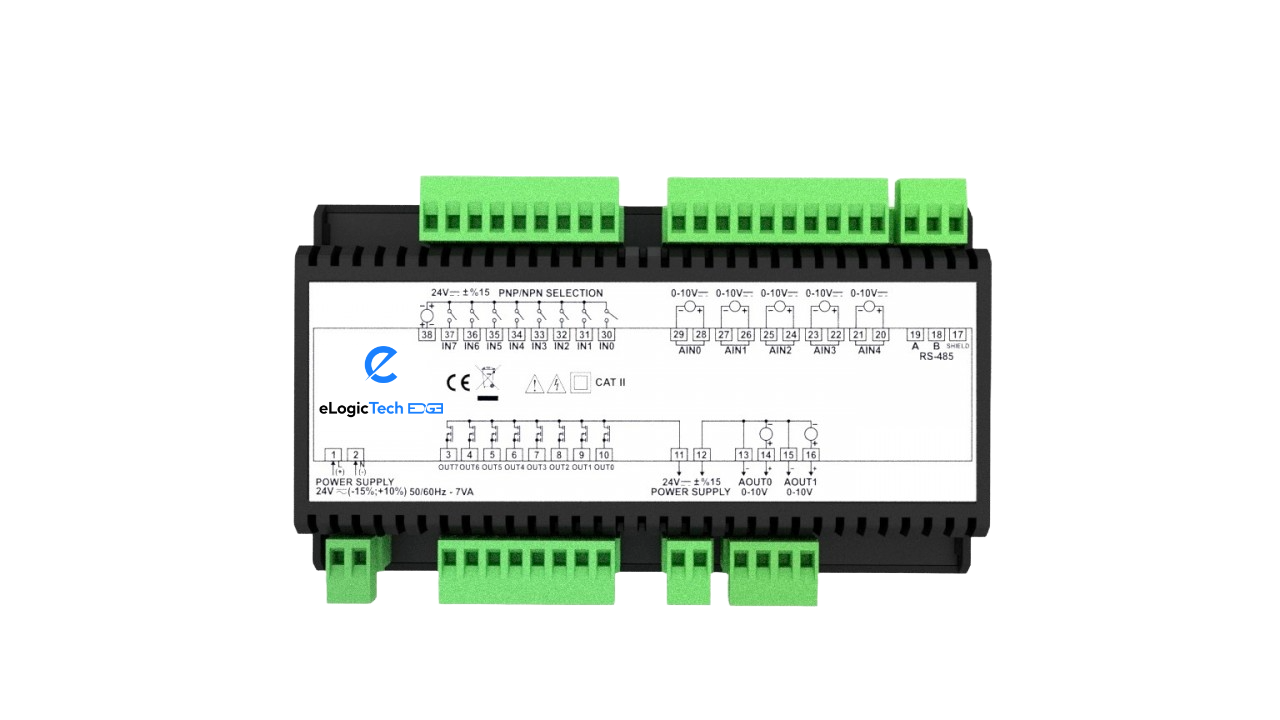 24V ±%15 PNP/NPN SELECTION
0-10V 0-10V 0-10V 0-10V 0-10V
38 37 36 35 34 33 32 31 30
IN7 IN6 IN5 IN4 IN3 IN2 IN1 IN0
29 28 27 26 25 24 23 22 21 20
AIN0 AIN1 AIN2 AIN3 AIN4
19 18 17
A B SHIELD
RS-485
e
eLogicTech EDGE
CE
CAT II
1 2
L N
(+) (-)
POWER SUPPLY
24V ≂(-15%;+10%) 50/60Hz - 7VA
3 4 5 6 7 8 9 10
OUT7 OUT6 OUT5 OUT4 OUT3 OUT2 OUT1 OUT0
11 12
24V ±%15
POWER SUPPLY
13 14 15 16
AOUT0 AOUT1
0-10V 0-10V